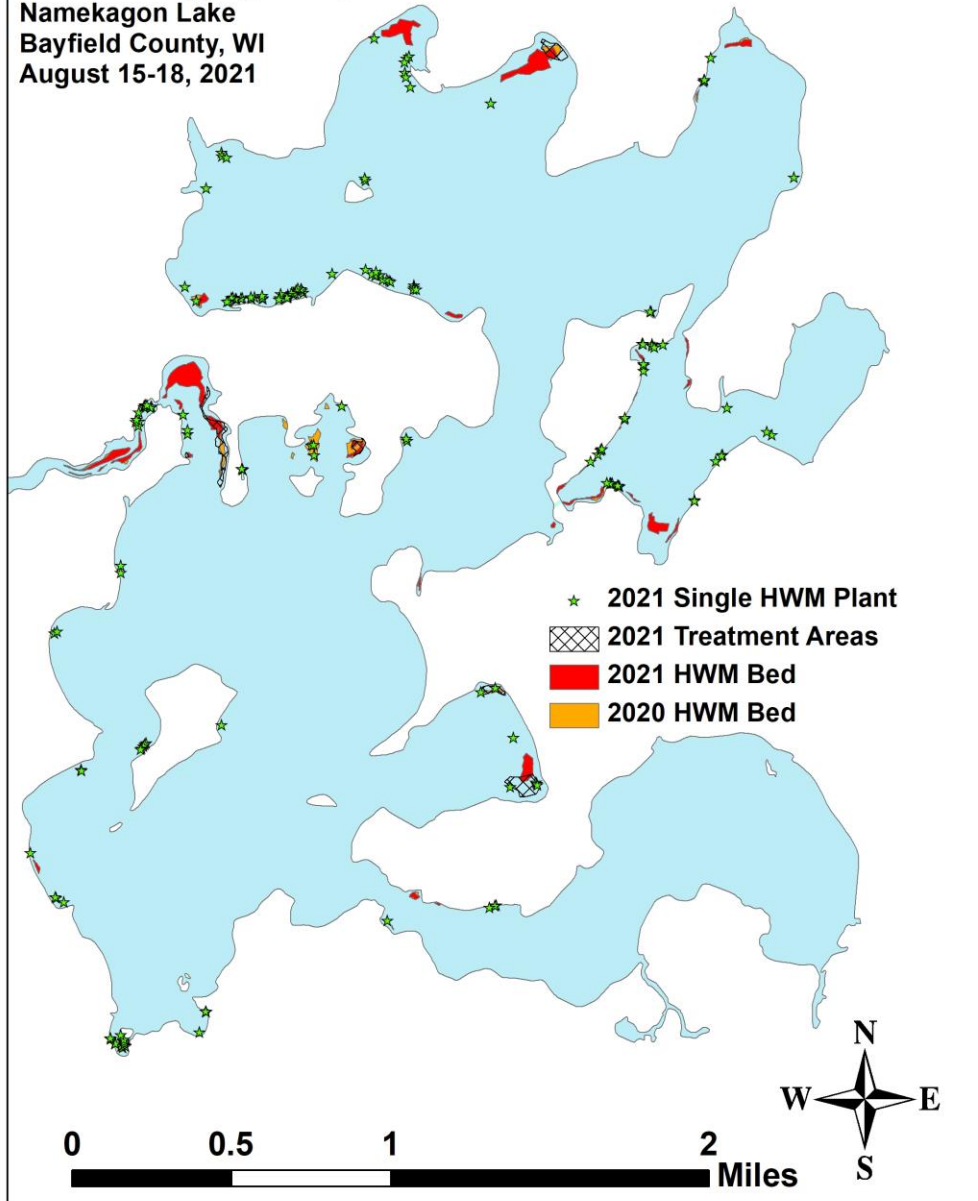 Namekagon Lake
Bayfield County, WI
August 15-18, 2021
2021 Single HWM Plant
2021 Treatment Areas
2021 HWM Bed
2020 HWM Bed
N
W E
S
0 0.5 1 2
Miles